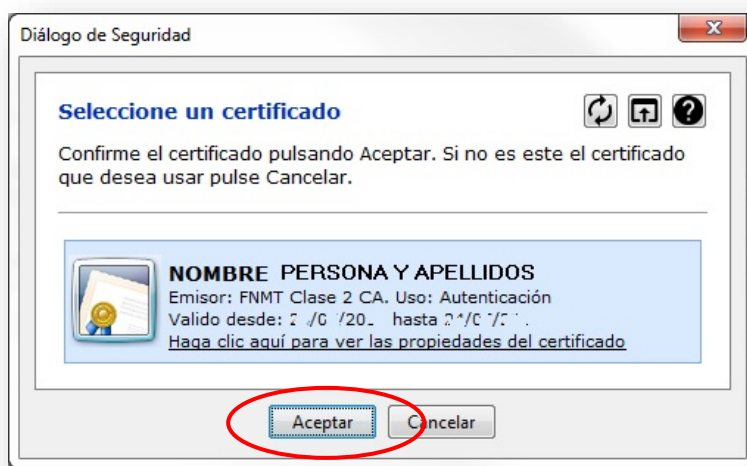 Diálogo de Seguridad
Seleccione un certificado
Confirme el certificado pulsando Aceptar. Si no es este el certificado
que desea usar pulse Cancelar.
NOMBRE PERSONA Y APELLIDOS
Emisor: FNMT Clase 2 CA. Uso: Autenticación
Valido desde: hasta
Haga clic aquí para ver las propiedades del certificado
Aceptar Cancelar